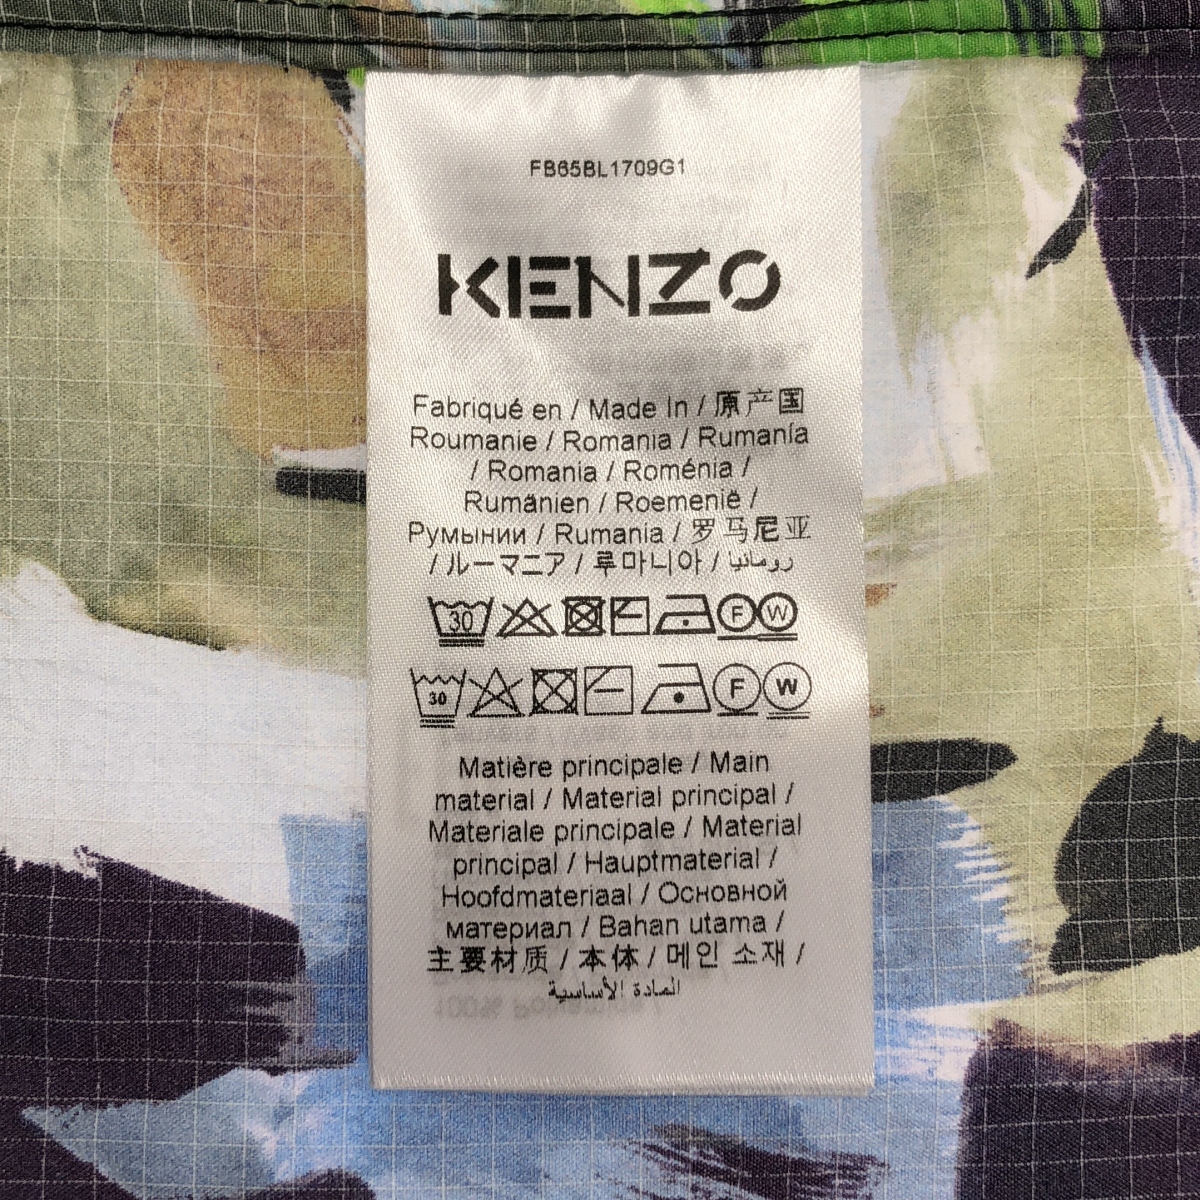 FB65BL1709G1
KENZO
Fabriqué en / Made In / 原产国
Roumanie / Romania / Rumanía
/ Romania / Roménia /
Rumänien / Roemenië /
Румынии / Rumania / 罗马尼亚
/ ルーマニア / 루마니아 / رومانيا
30 F W
30 F W
Matière principale / Main
material / Material principal /
Materiale principale / Material
principal / Hauptmaterial /
Hoofdmateriaal / Основной
материал / Bahan utama /
主要材质 / 本体 / 메인 소재 /
المادة الأساسية